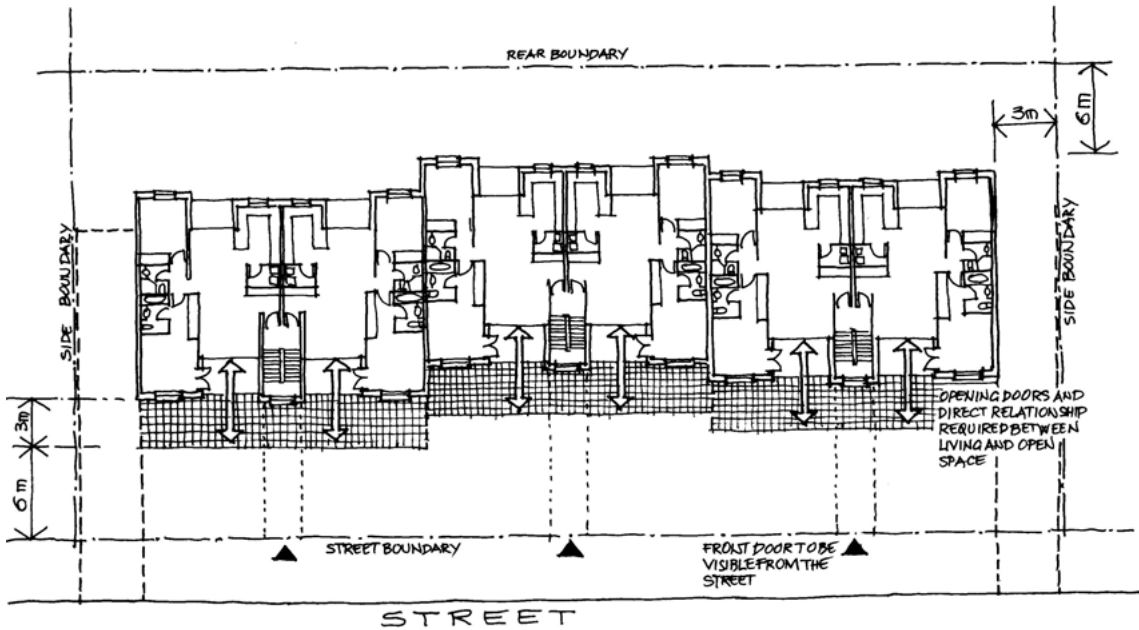 REAR BOUNDARY
3m
6m
SIDE BOUNDARY
SIDE BOUNDARY
3m
6m
OPENING DOORS AND
DIRECT RELATIONSHIP
REQUIRED BETWEEN
LIVING AND OPEN
SPACE
STREET BOUNDARY
FRONT DOOR TO BE
VISIBLE FROM THE
STREET
STREET